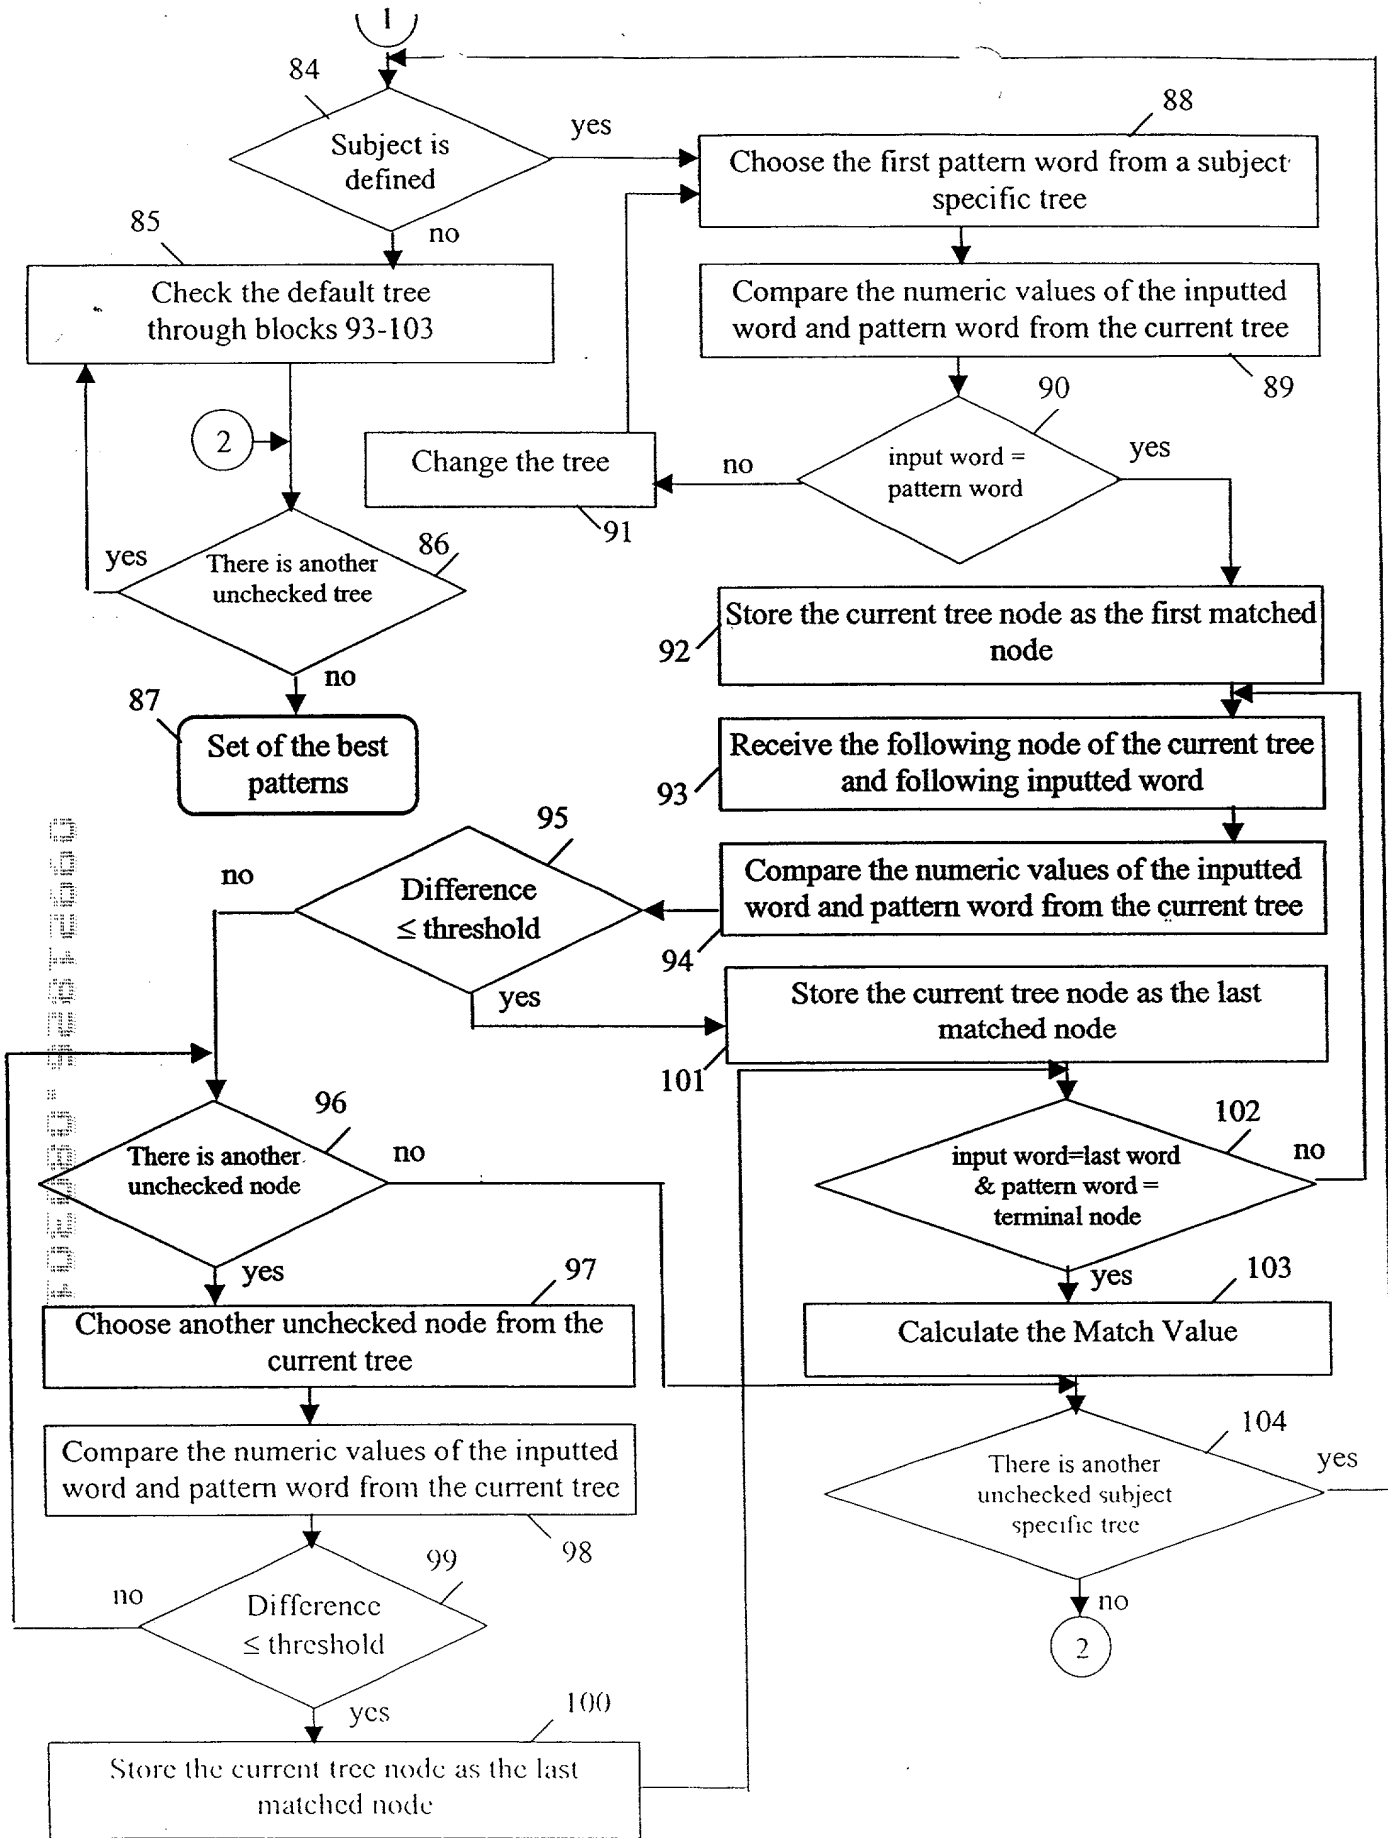 1
84
Subject is
defined
yes
no
88
Choose the first pattern word from a subject
specific tree
85
Check the default tree
through blocks 93-103
Compare the numeric values of the inputted
word and pattern word from the current tree
89
2
Change the tree
91
no
90
input word =
pattern word
yes
yes
There is another
unchecked tree
86
no
Store the current tree node as the first matched
node
92
87
Set of the best
patterns
Receive the following node of the current tree
and following inputted word
93
95
no
Difference
≤ threshold
yes
Compare the numeric values of the inputted
word and pattern word from the current tree
94
Store the current tree node as the last
matched node
101
96
There is another
unchecked node
no
yes
102
input word=last word
& pattern word =
terminal node
no
yes
97
Choose another unchecked node from the
current tree
103
Calculate the Match Value
Compare the numeric values of the inputted
word and pattern word from the current tree
98
104
There is another
unchecked subject
specific tree
yes
no
2
99
no
Difference
≤ threshold
yes
100
Store the current tree node as the last
matched node